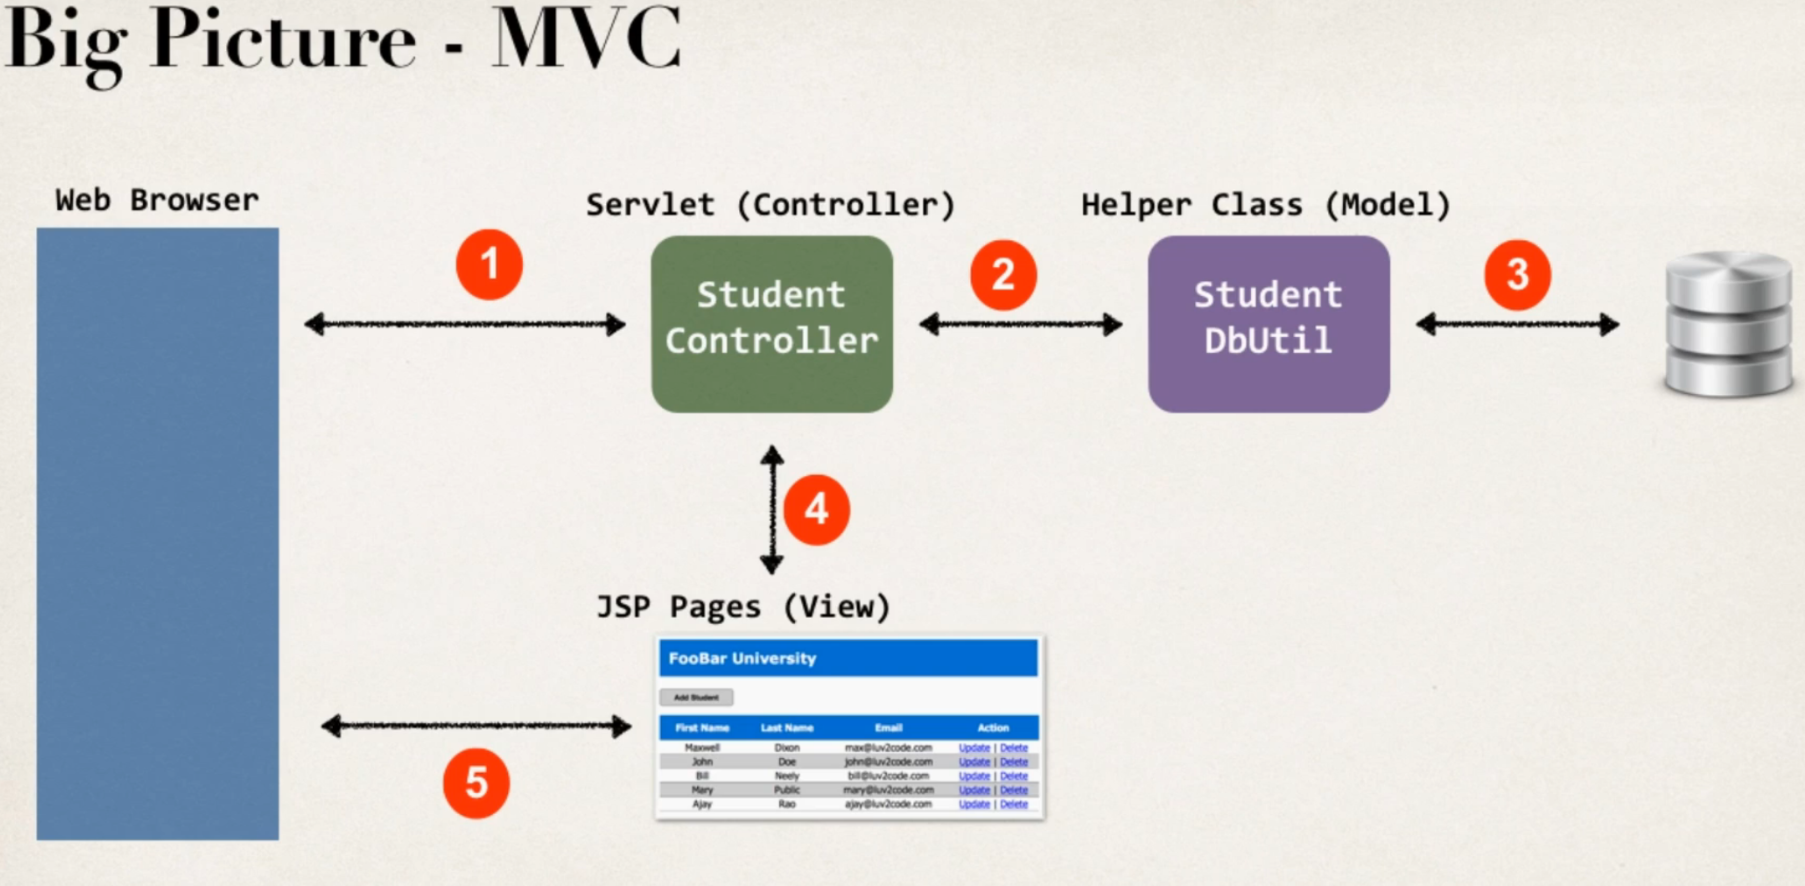 Big Picture - MVC
Web Browser
Servlet (Controller)
Helper Class (Model)
1
2
3
Student
Controller
Student
DbUtil
4
JSP Pages (View)
FooBar University
Add Student
First Name Last Name Email Action
Maxwell Dixon max@luv2code.com Update | Delete
John Doe john@luv2code.com Update | Delete
Bill Neely bill@luv2code.com Update | Delete
Mary Public mary@luv2code.com Update | Delete
Ajay Rao ajay@luv2code.com Update | Delete
5